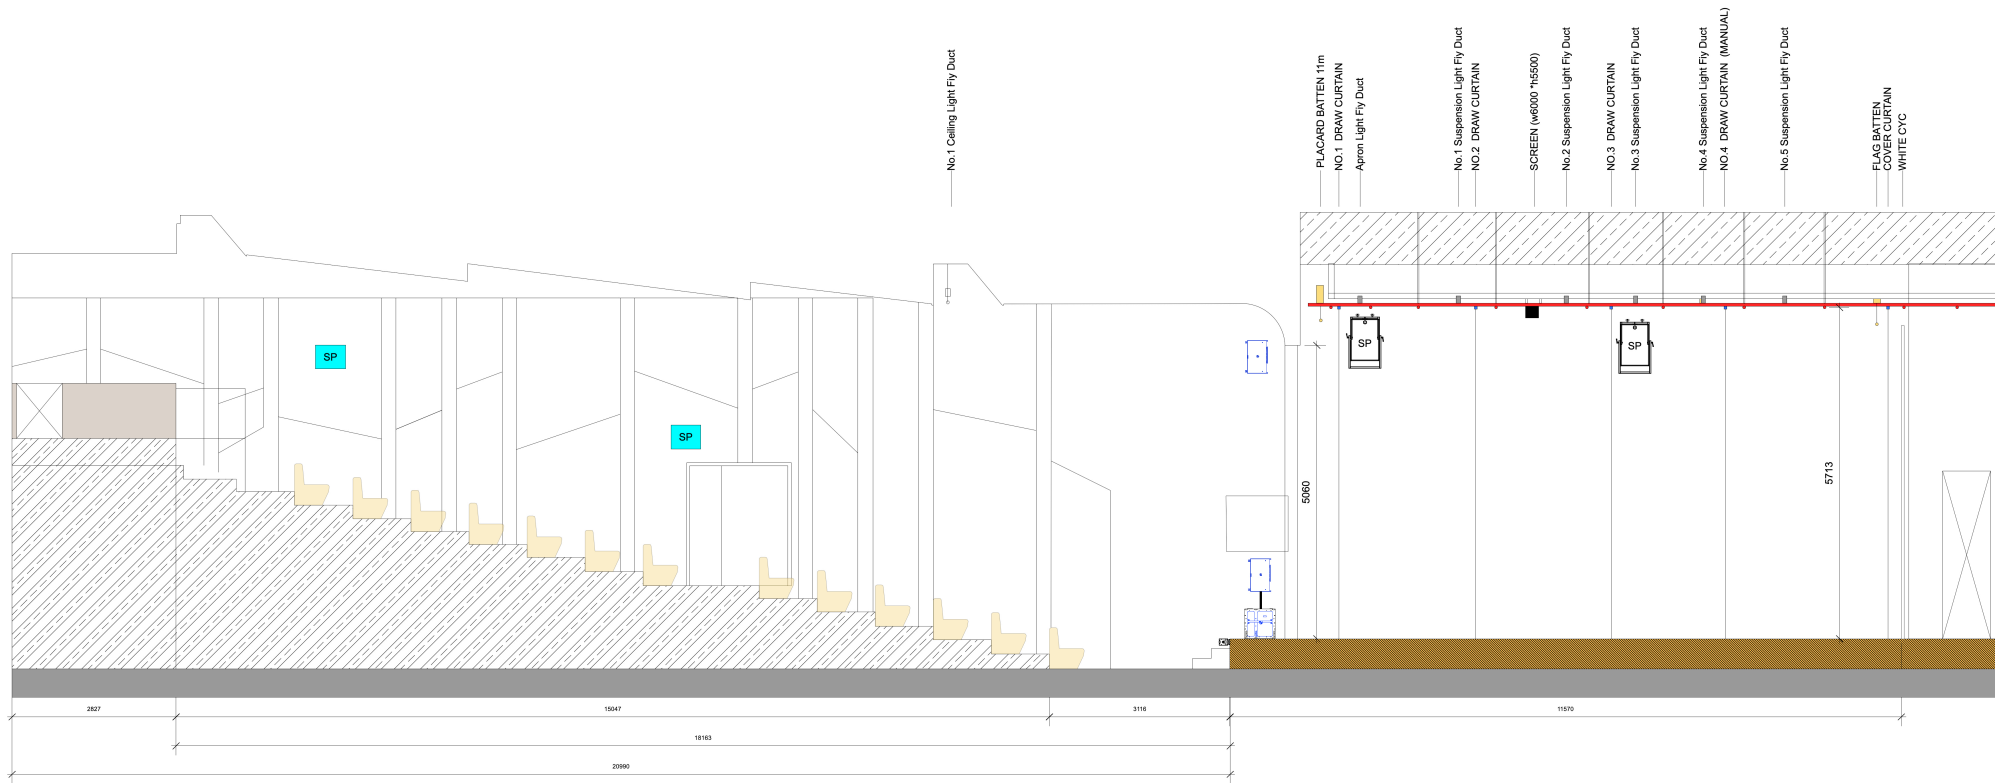 No.1 Ceiling Light Fiy Duct
PLACARD BATTEN 11m
NO.1 DRAW CURTAIN
Apron Light Fiy Duct
No.1 Suspension Light Fly Duct
NO.2 DRAW CURTAIN
SCREEN (w6000 *h5500)
No.2 Suspension Light Fly Duct
NO.3 DRAW CURTAIN
No.3 Suspension Light Fly Duct
No.4 Suspension Light Fly Duct
NO.4 DRAW CURTAIN (MANUAL)
No.5 Suspension Light Fly Duct
FLAG BATTEN
COVER CURTAIN
WHITE CYC
SP
SP
SP
SP
5060
5713
2827
15047
3116
11570
18163
20990